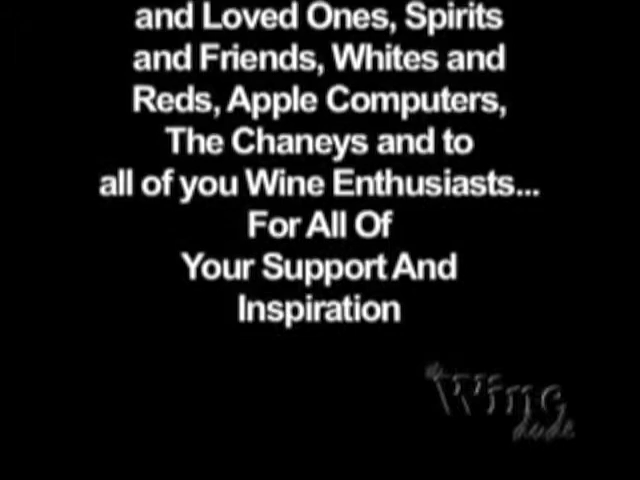 and Loved Ones, Spirits
and Friends, Whites and
Reds, Apple Computers,
The Chaneys and to
all of you Wine Enthusiasts...
For All Of
Your Support And
Inspiration
Wine
dude